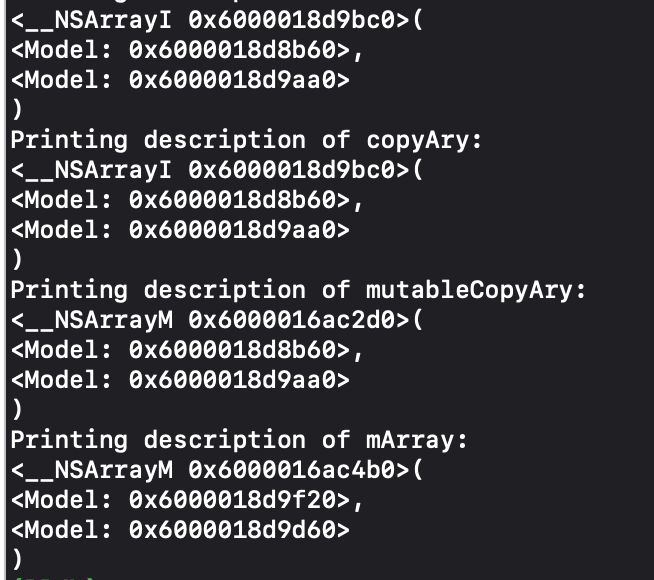 <__NSArrayI 0x6000018d9bc0>(
<Model: 0x6000018d8b60>,
<Model: 0x6000018d9aa0>
)
Printing description of copyAry:
<__NSArrayI 0x6000018d9bc0>(
<Model: 0x6000018d8b60>,
<Model: 0x6000018d9aa0>
)
Printing description of mutableCopyAry:
<__NSArrayM 0x6000016ac2d0>(
<Model: 0x6000018d8b60>,
<Model: 0x6000018d9aa0>
)
Printing description of mArray:
<__NSArrayM 0x6000016ac4b0>(
<Model: 0x6000018d9f20>,
<Model: 0x6000018d9d60>
)